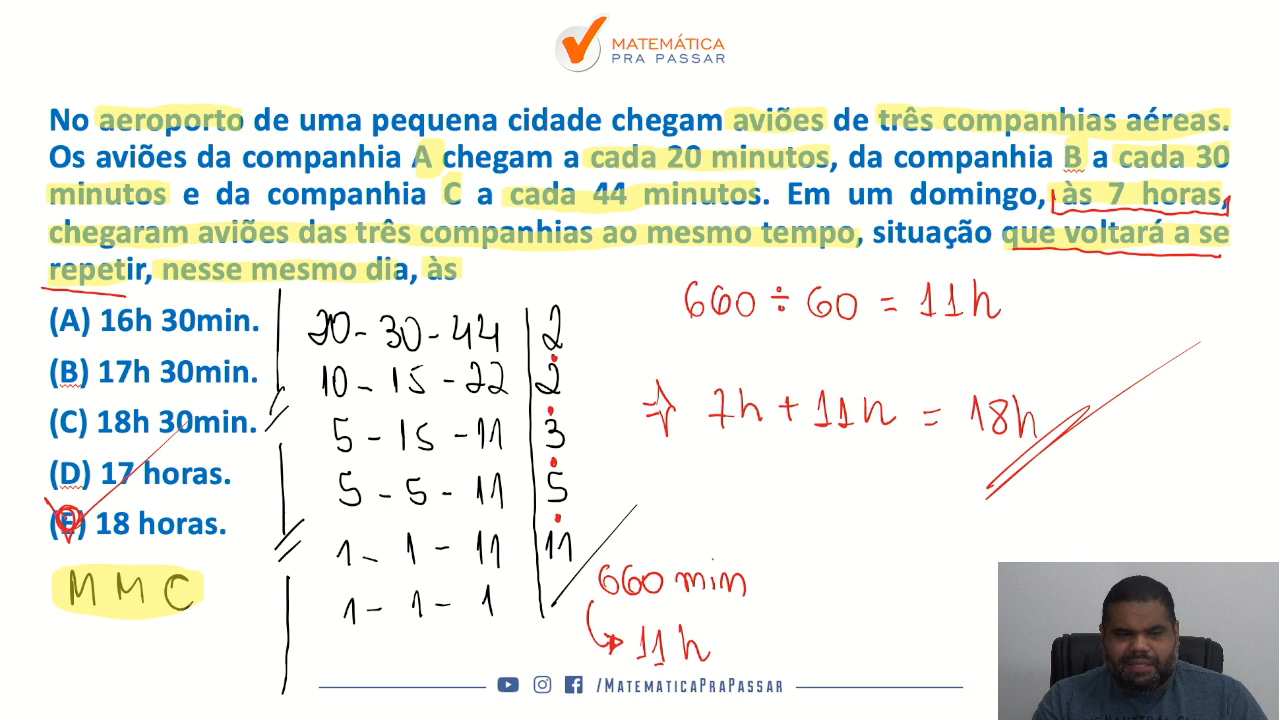 MATEMÁTICA
PRA PASSAR
No aeroporto de uma pequena cidade chegam aviões de três companhias aéreas.
Os aviões da companhia A chegam a cada 20 minutos, da companhia B a cada 30
minutos e da companhia C a cada 44 minutos. Em um domingo, às 7 horas,
chegaram aviões das três companhias ao mesmo tempo, situação que voltará a se
repetir, nesse mesmo dia, às
(A) 16h 30min.
(B) 17h 30min.
(C) 18h 30min.
(D) 17 horas.
(E) 18 horas.
MMC
20 - 30 - 44 | 2
10 - 15 - 22 | 2
5 - 15 - 11 | 3
5 - 5 - 11 | 5
1 - 1 - 11 | 11
1 - 1 - 1
660 min
11h
660 ÷ 60 = 11h
⇒ 7h + 11h = 18h
/MatematicaPraPassar